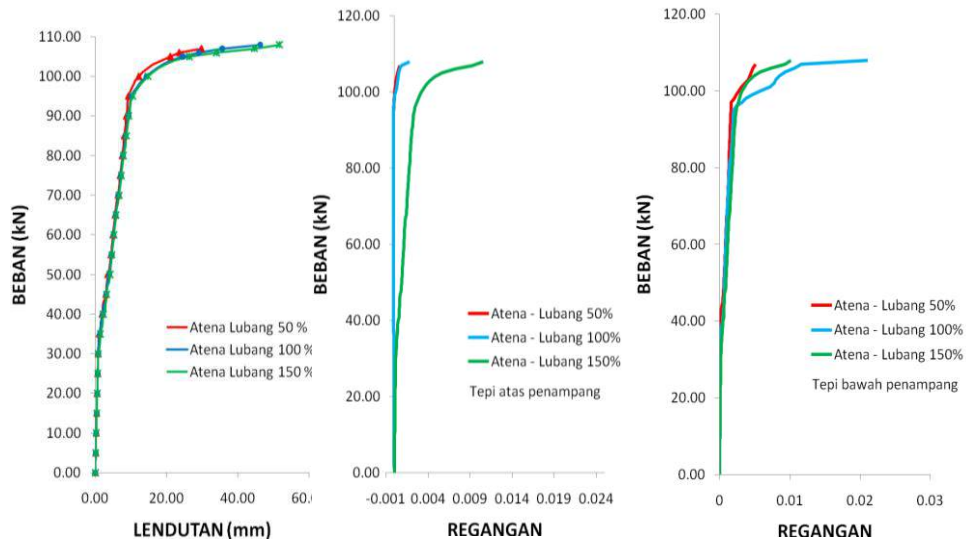 110.00
100.00
90.00
80.00
70.00
60.00
50.00
40.00
30.00
20.00
10.00
0.00
BEBAN (kN)
0.00 20.00 40.00 60.0
LENDUTAN (mm)
Atena Lubang 50 %
Atena Lubang 100 %
Atena Lubang 150 %
120.00
100.00
80.00
60.00
40.00
20.00
0.00
BEBAN (kN)
-0.001 0.004 0.009 0.014 0.019 0.024
REGANGAN
Atena - Lubang 50%
Atena - Lubang 100%
Atena - Lubang 150%
Tepi atas penampang
120.00
100.00
80.00
60.00
40.00
20.00
0.00
BEBAN (kN)
0 0.01 0.02 0.03
REGANGAN
Atena - Lubang 50%
Atena - Lubang 100%
Atena - Lubang 150%
Tepi bawah penampang